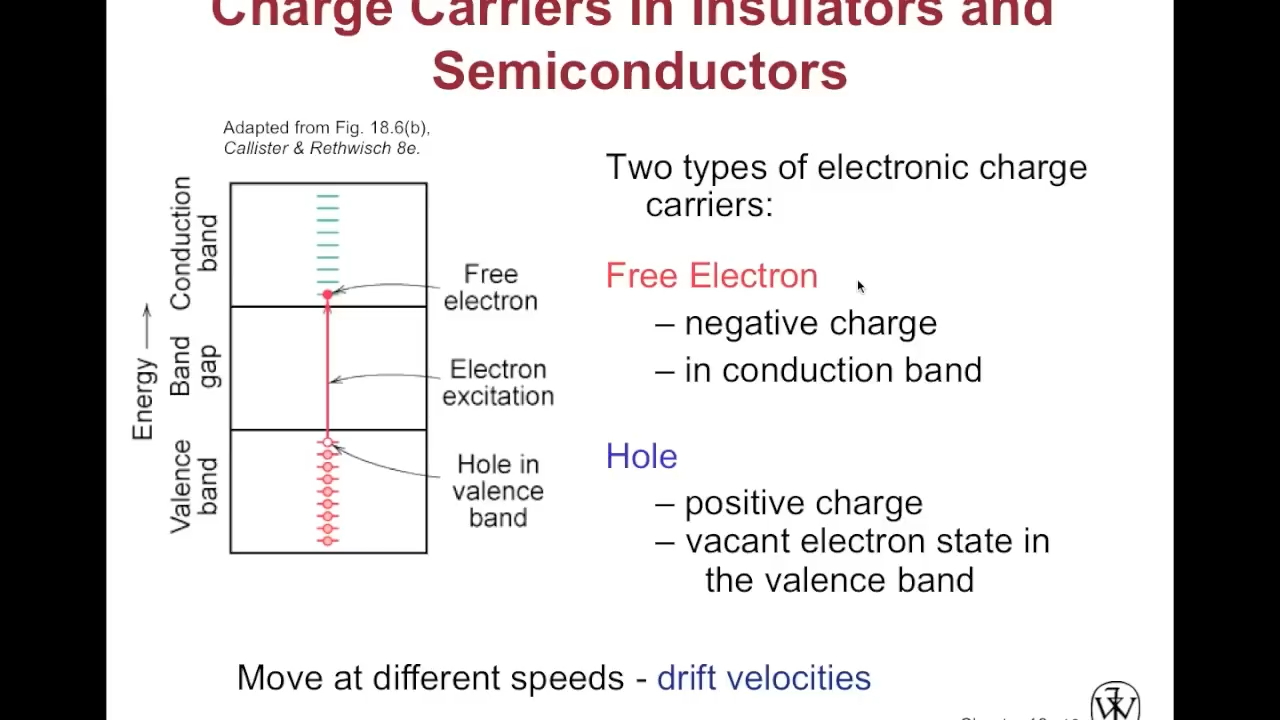 Charge Carriers in Insulators and
Semiconductors
Adapted from Fig. 18.6(b),
Callister & Rethwisch 8e.
Conduction
band
Band
gap
Valence
band
Energy
Free
electron
Electron
excitation
Hole in
valence
band
Two types of electronic charge
carriers:
Free Electron
– negative charge
– in conduction band
Hole
– positive charge
– vacant electron state in
the valence band
Move at different speeds - drift velocities